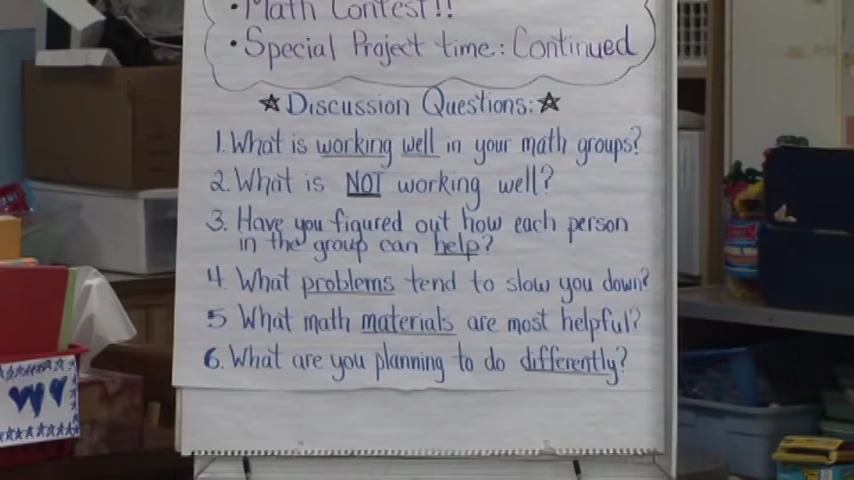 • Math Contest!!
• Special Project time: Continued
☆ Discussion Questions: ☆
1. What is working well in your math groups?
2. What is NOT working well?
3. Have you figured out how each person
in the group can help?
4. What problems tend to slow you down?
5 What math materials are most helpful?
6. What are you planning to do differently?